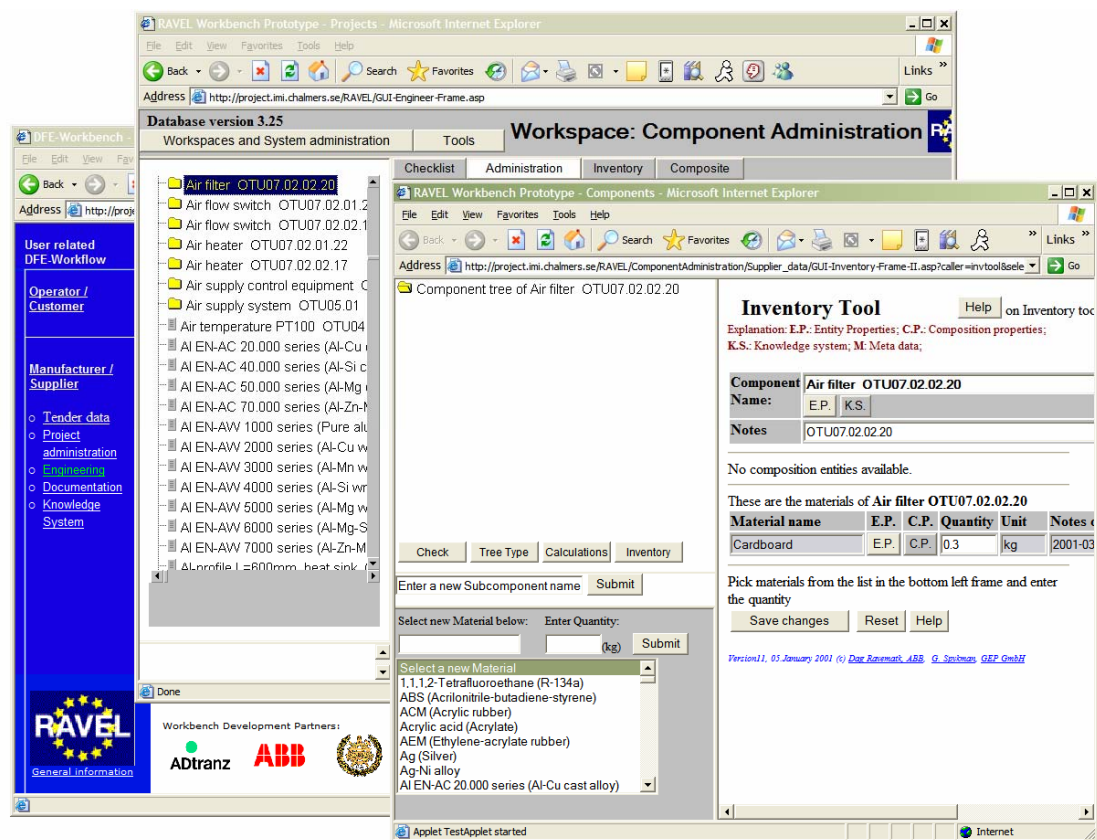 RAVEL Workbench Prototype - Projects - Microsoft Internet Explorer
File Edit View Favorites Tools Help
Back Search Favorites Links »
Address http://project.imi.chalmers.se/RAVEL/GUI-Engineer-Frame.asp Go
Database version 3.25
Workspaces and System administration Tools
Workspace: Component Administration
Checklist Administration Inventory Composite
Air filter OTU07.02.02.20
Air flow switch OTU07.02.01.2
Air flow switch OTU07.02.02.1
Air heater OTU07.02.01.22
Air heater OTU07.02.02.17
Air supply control equipment
Air supply system OTU05.01
Air temperature PT100 OTU04
Al EN-AC 20.000 series (Al-Cu
Al EN-AC 40.000 series (Al-Si c
Al EN-AC 50.000 series (Al-Mg
Al EN-AC 70.000 series (Al-Zn-
Al EN-AW 1000 series (Pure alu
Al EN-AW 2000 series (Al-Cu w
Al EN-AW 3000 series (Al-Mn w
Al EN-AW 4000 series (Al-Si wr
Al EN-AW 5000 series (Al-Mg w
Al EN-AW 6000 series (Al-Mg-S
Al EN-AW 7000 series (Al-Zn-M
Al-profile L=600mm, heat sink,
Done
DFE-Workbench -
File Edit View Fav
Back
Address http://proje
User related
DFE-Workflow
Operator /
Customer
Manufacturer /
Supplier
Tender data
Project
administration
Engineering
Documentation
Knowledge
System
RAVEL
General information
Workbench Development Partners:
ADtranz
ABB
RAVEL Workbench Prototype - Components - Microsoft Internet Explorer
File Edit View Favorites Tools Help
Back Search Favorites » Links »
Address http://project.imi.chalmers.se/RAVEL/ComponentAdministration/Supplier_data/GUI-Inventory-Frame-II.asp?caller=invtool&sele Go
Component tree of Air filter OTU07.02.02.20
Check Tree Type Calculations Inventory
Enter a new Subcomponent name Submit
Select new Material below: Enter Quantity:
(kg) Submit
Select a new Material
1,1,1,2-Tetrafluoroethane (R-134a)
ABS (Acrilonitrile-butadiene-styrene)
ACM (Acrylic rubber)
Acrylic acid (Acrylate)
AEM (Ethylene-acrylate rubber)
Ag (Silver)
Ag-Ni alloy
Al EN-AC 20.000 series (Al-Cu cast alloy)
Inventory Tool Help on Inventory too
Explanation: E.P.: Entity Properties; C.P.: Composition properties;
K.S.: Knowledge system; M: Meta data;
Component Name: Air filter OTU07.02.02.20
E.P. K.S.
Notes OTU07.02.02.20
No composition entities available.
These are the materials of Air filter OTU07.02.02.20
Material name E.P. C.P. Quantity Unit Notes
Cardboard E.P. C.P. 0.3 kg 2001-03
Pick materials from the list in the bottom left frame and enter
the quantity
Save changes Reset Help
Version11, 05.January 2001 (c) Dag Ravemark, ABB, G. Spykman, GEP GmbH
Applet TestApplet started Internet